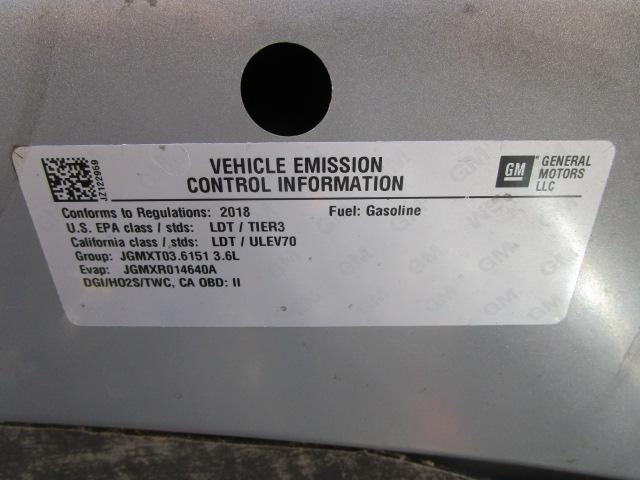 VEHICLE EMISSION
CONTROL INFORMATION
GM
GENERAL
MOTORS
LLC
JZ122959
Conforms to Regulations: 2018 Fuel: Gasoline
U.S. EPA class / stds: LDT / TIER3
California class / stds: LDT / ULEV70
Group: JGMXT03.6151 3.6L
Evap: JGMXR014640A
DGI/HO2S/TWC, CA OBD: II